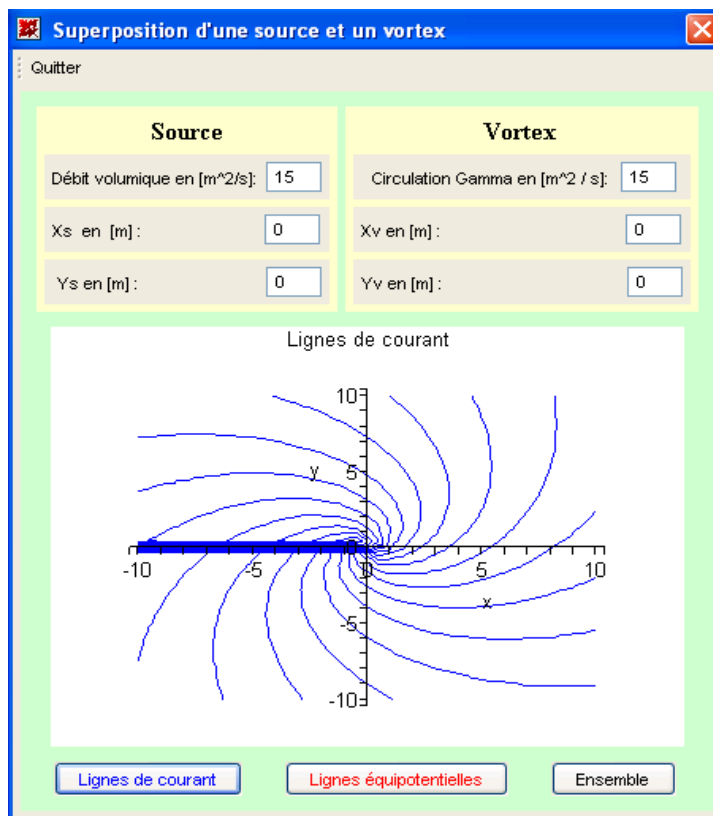 Superposition d'une source et un vortex
Quitter
Source
Débit volumique en [m^2/s]: 15
Xs en [m] : 0
Ys en [m] : 0
Vortex
Circulation Gamma en [m^2 / s]: 15
Xv en [m] : 0
Yv en [m] : 0
Lignes de courant
10
y
5
-10 -5 0 5 10
x
-5
-10
Lignes de courant
Lignes équipotentielles
Ensemble